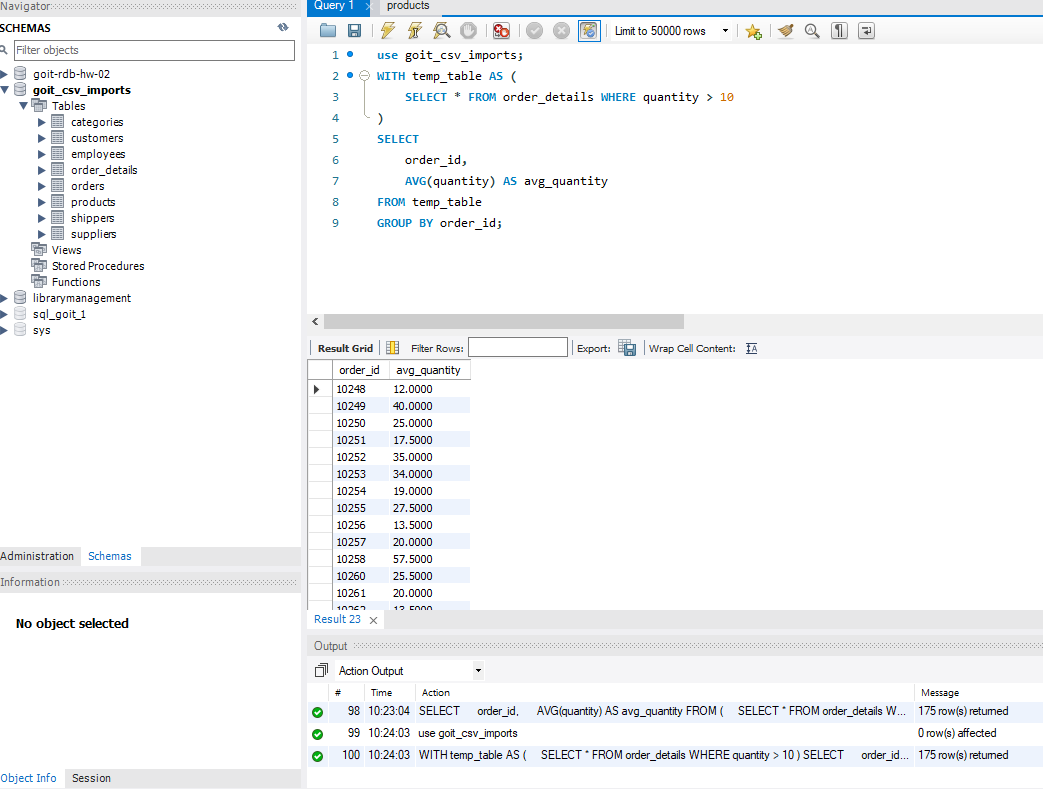 Navigator
SCHEMAS
Filter objects
goit-rdb-hw-02
goit_csv_imports
Tables
categories
customers
employees
order_details
orders
products
shippers
suppliers
Views
Stored Procedures
Functions
librarymanagement
sql_goit_1
sys
Administration Schemas
Information
No object selected
Object Info Session
Query 1 products
Limit to 50000 rows
1 use goit_csv_imports;
2 WITH temp_table AS (
3 SELECT * FROM order_details WHERE quantity > 10
4 )
5 SELECT
6 order_id,
7 AVG(quantity) AS avg_quantity
8 FROM temp_table
9 GROUP BY order_id;
Result Grid Filter Rows: Export: Wrap Cell Content:
order_id avg_quantity
10248 12.0000
10249 40.0000
10250 25.0000
10251 17.5000
10252 35.0000
10253 34.0000
10254 19.0000
10255 27.5000
10256 13.5000
10257 20.0000
10258 57.5000
10260 25.5000
10261 20.0000
10262 13.5000
Result 23
Output
Action Output
# Time Action Message
98 10:23:04 SELECT order_id, AVG(quantity) AS avg_quantity FROM ( SELECT * FROM order_details W... 175 row(s) returned
99 10:24:03 use goit_csv_imports 0 row(s) affected
100 10:24:03 WITH temp_table AS ( SELECT * FROM order_details WHERE quantity > 10 ) SELECT order_id... 175 row(s) returned